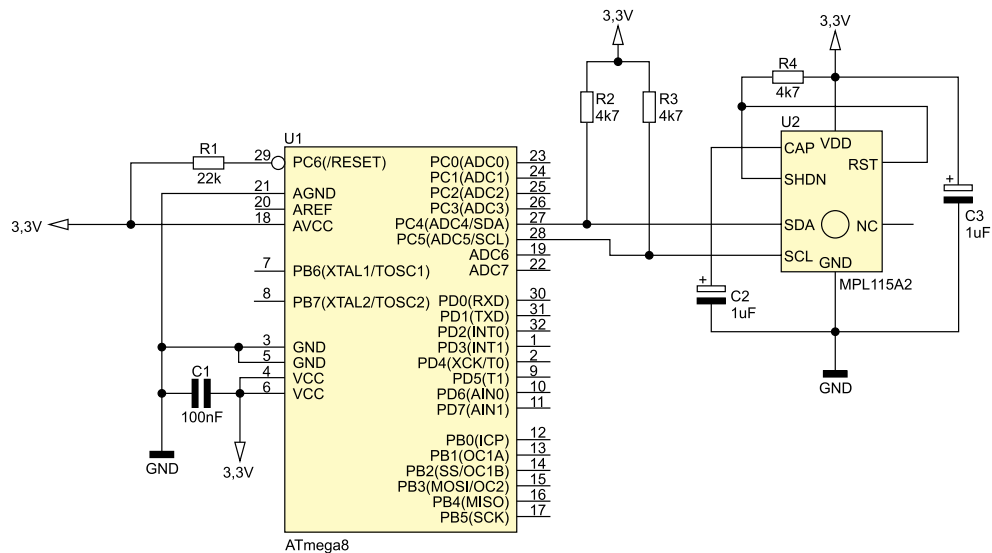 3,3V
R2
4k7
R3
4k7
3,3V
R4
4k7
U2
CAP
VDD
RST
SHDN
SDA
NC
SCL
GND
MPL115A2
+
C2
1uF
+
C3
1uF
GND
U1
R1
22k
3,3V
29
PC6(/RESET)
21
AGND
20
AREF
18
AVCC
7
PB6(XTAL1/TOSC1)
8
PB7(XTAL2/TOSC2)
3
GND
5
GND
4
VCC
6
VCC
C1
100nF
GND
3,3V
PC0(ADC0)
23
PC1(ADC1)
24
PC2(ADC2)
25
PC3(ADC3)
26
PC4(ADC4/SDA)
27
PC5(ADC5/SCL)
28
ADC6
19
ADC7
22
PD0(RXD)
30
PD1(TXD)
31
PD2(INT0)
32
PD3(INT1)
1
PD4(XCK/T0)
2
PD5(T1)
9
PD6(AIN0)
10
PD7(AIN1)
11
PB0(ICP)
12
PB1(OC1A)
13
PB2(SS/OC1B)
14
PB3(MOSI/OC2)
15
PB4(MISO)
16
PB5(SCK)
17
ATmega8